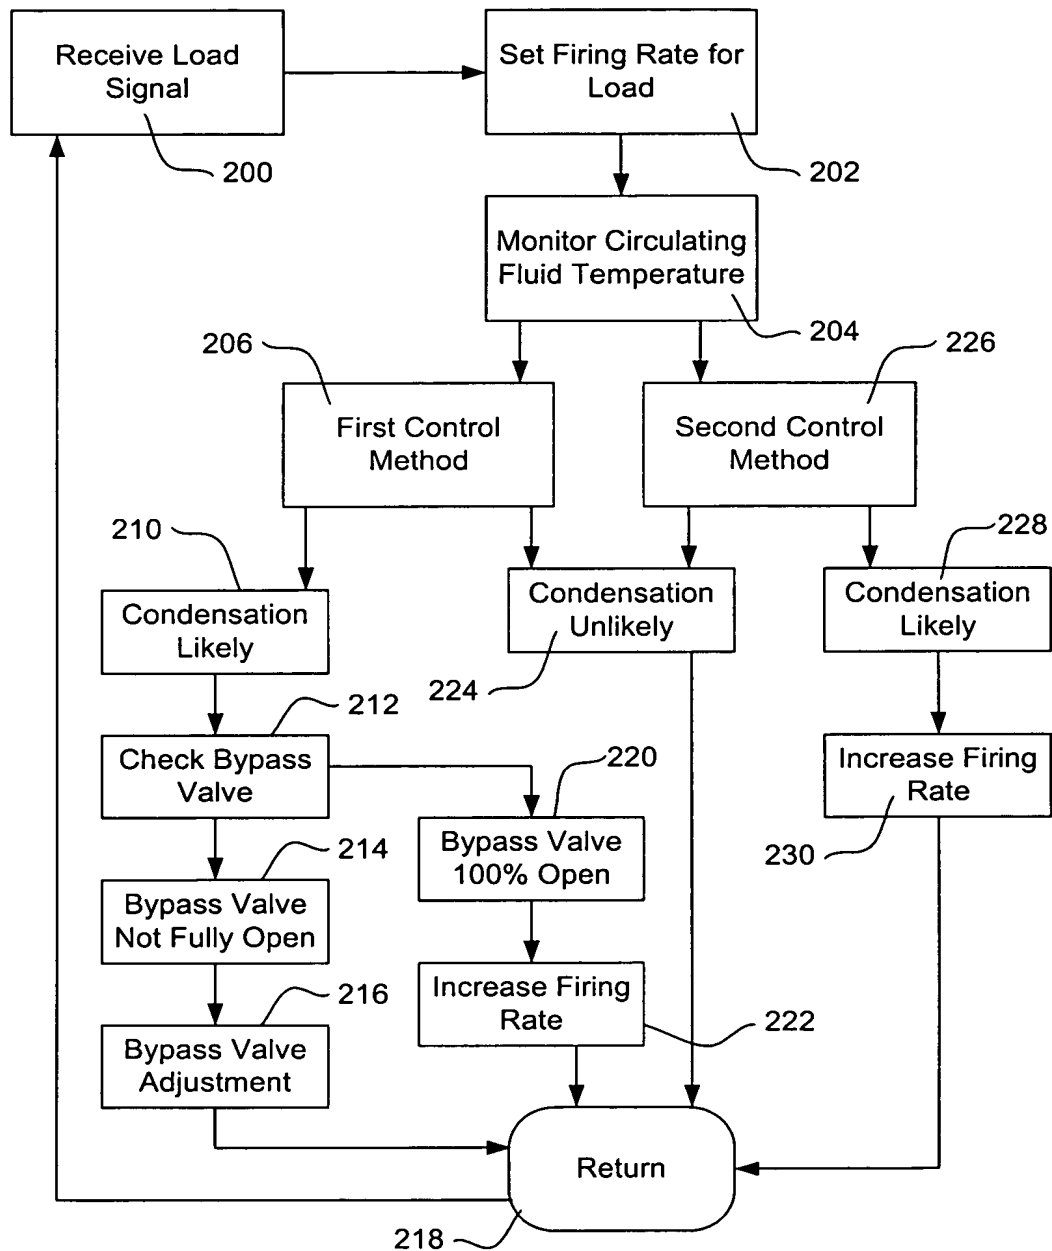 Receive Load
Signal
200
Set Firing Rate for
Load
202
Monitor Circulating
Fluid Temperature
204
206
First Control
Method
226
Second Control
Method
210
Condensation
Likely
Condensation
Unlikely
224
228
Condensation
Likely
212
Check Bypass
Valve
220
Bypass Valve
100% Open
Increase Firing
Rate
230
214
Bypass Valve
Not Fully Open
216
Bypass Valve
Adjustment
Increase Firing
Rate
222
Return
218